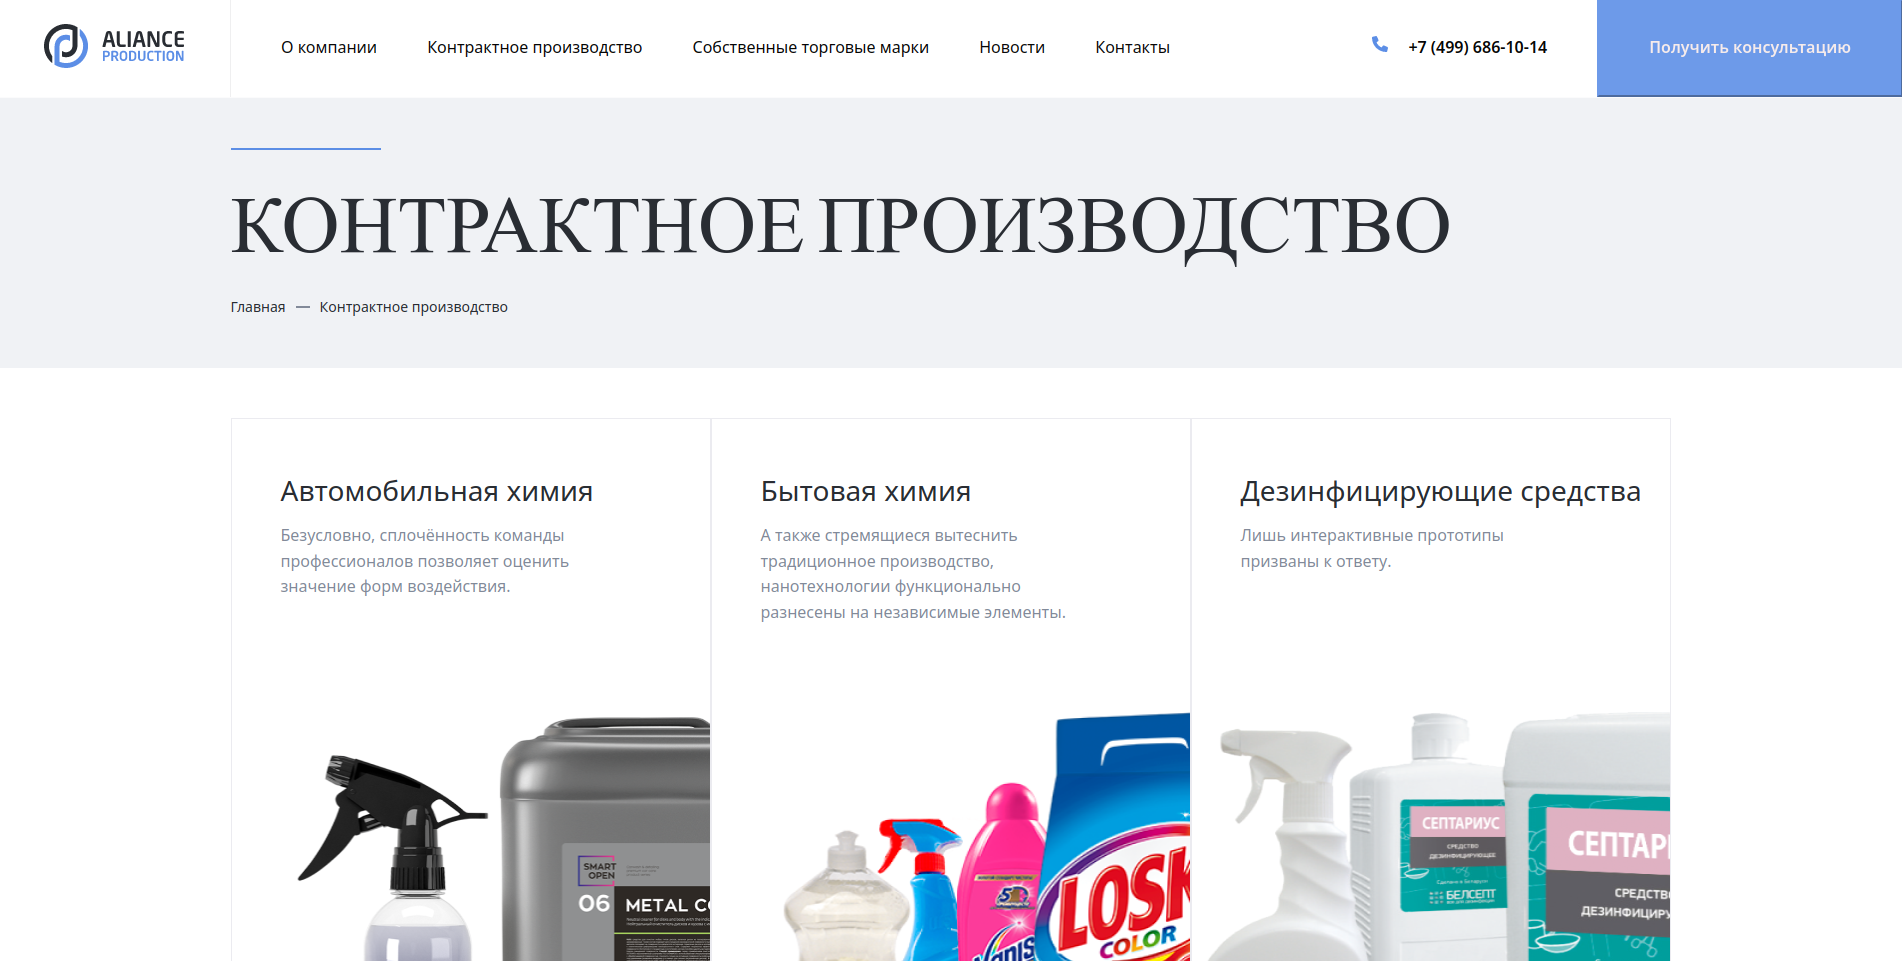 ALIANCE
PRODUCTION
О компании
Контрактное производство
Собственные торговые марки
Новости
Контакты
+7 (499) 686-10-14
Получить консультацию
КОНТРАКТНОЕ ПРОИЗВОДСТВО
Главная — Контрактное производство
Автомобильная химия
Безусловно, сплочённость команды
профессионалов позволяет оценить
значение форм воздействия.
SMART
OPEN
06
METAL
Бытовая химия
А также стремящиеся вытеснить
традиционное производство,
нанотехнологии функционально
разнесены на независимые элементы.
LOSK
COLOR
Дезинфицирующие средства
Лишь интерактивные прототипы
призваны к ответу.
СЕПТАРИУС
СРЕДСТВО
ДЕЗИНФИЦИРУЮЩЕЕ
Сделано в Беларуси
БЕЛСЕПТ
СЕПТАР
СРЕДСТВО
ДЕЗИНФИЦИРУ